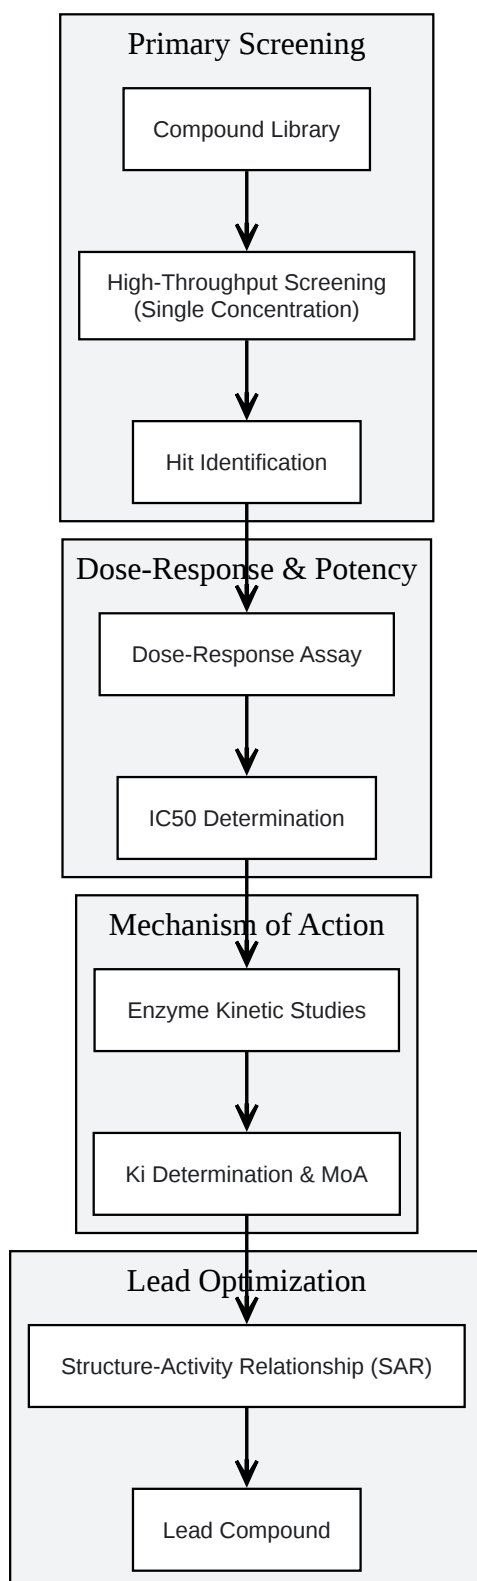 Primary Screening
Compound Library
High-Throughput Screening
(Single Concentration)
Hit Identification
Dose-Response & Potency
Dose-Response Assay
IC50 Determination
Mechanism of Action
Enzyme Kinetic Studies
Ki Determination & MoA
Lead Optimization
Structure-Activity Relationship (SAR)
Lead Compound